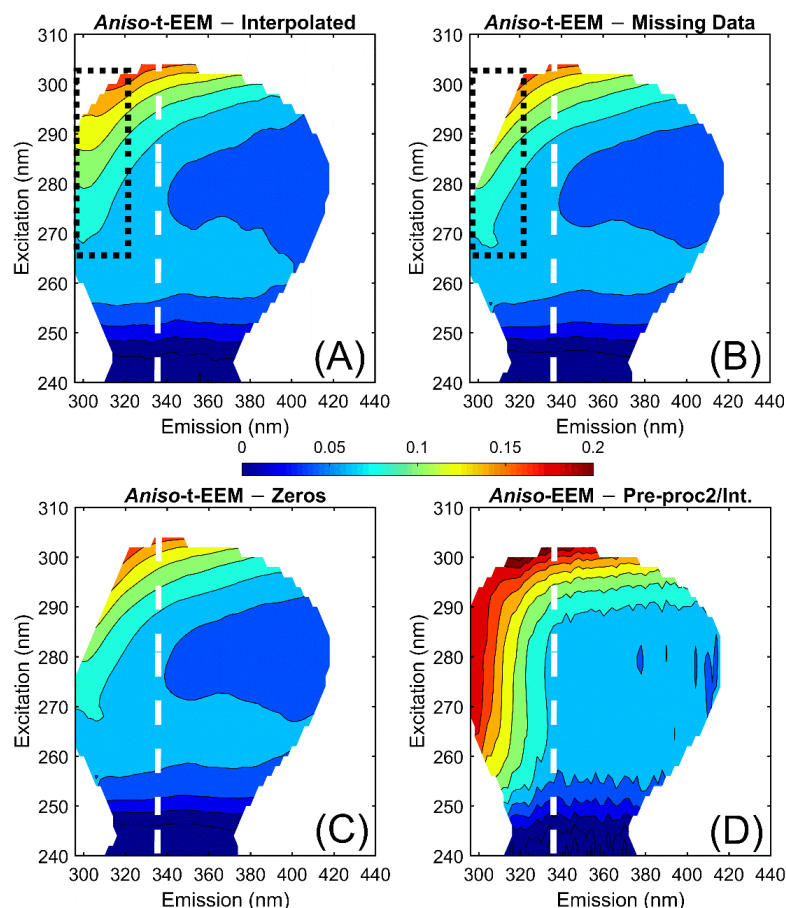 Aniso-t-EEM – Interpolated
Aniso-t-EEM – Missing Data
310
300
290
280
270
260
250
240
Excitation (nm)
(A)
300 320 340 360 380 400 420 440
Emission (nm)
310
300
290
280
270
260
250
240
Excitation (nm)
(B)
300 320 340 360 380 400 420 440
Emission (nm)
0 0.05 0.1 0.15 0.2
Aniso-t-EEM – Zeros
Aniso-EEM – Pre-proc2/Int.
310
300
290
280
270
260
250
240
Excitation (nm)
(C)
300 320 340 360 380 400 420 440
Emission (nm)
310
300
290
280
270
260
250
240
Excitation (nm)
(D)
300 320 340 360 380 400 420 440
Emission (nm)